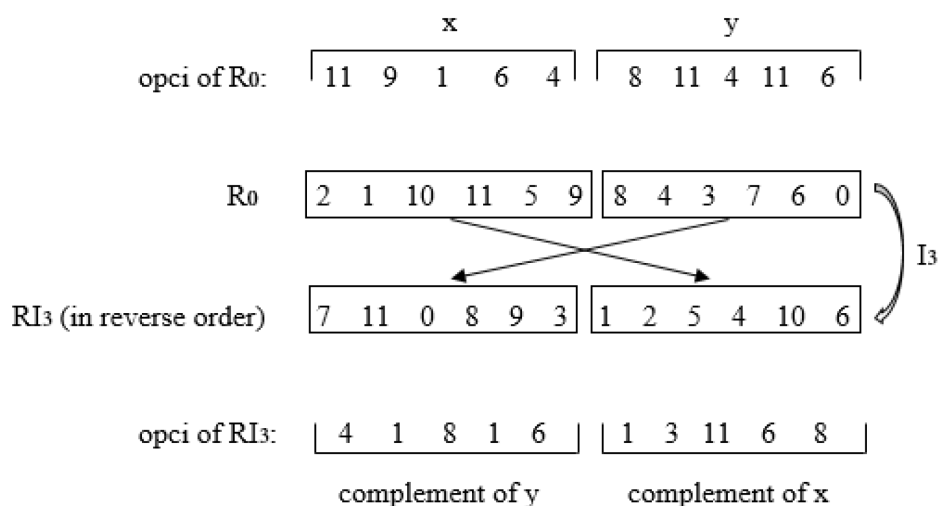 x y
opci of R0: 11 9 1 6 4 8 11 4 11 6
R0 2 1 10 11 5 9 8 4 3 7 6 0
I3
RI3 (in reverse order) 7 11 0 8 9 3 1 2 5 4 10 6
opci of RI3: 4 1 8 1 6 1 3 11 6 8
complement of y complement of x